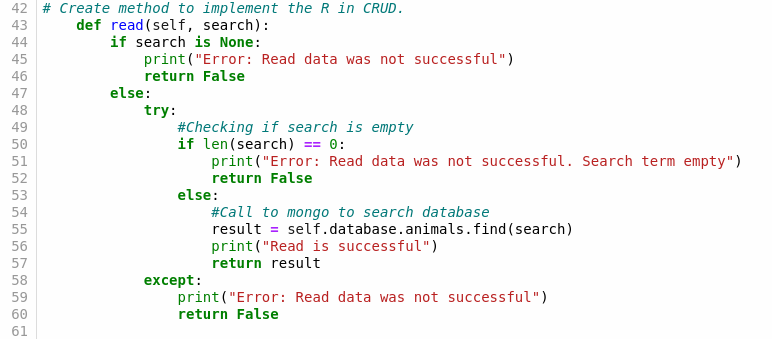 42 # Create method to implement the R in CRUD.
43     def read(self, search):
44         if search is None:
45             print("Error: Read data was not successful")
46             return False
47         else:
48             try:
49                 #Checking if search is empty
50                 if len(search) == 0:
51                     print("Error: Read data was not successful. Search term empty")
52                     return False
53                 else:
54                     #Call to mongo to search database
55                     result = self.database.animals.find(search)
56                     print("Read is successful")
57                     return result
58             except:
59                 print("Error: Read data was not successful")
60                 return False
61